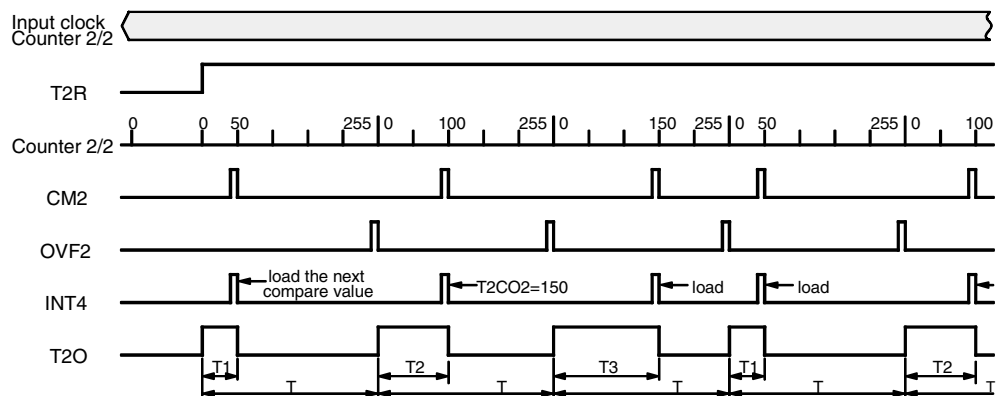 Input clock
Counter 2/2
T2R
0 0 50 255 0 100 255 0 150 255 0 50 255 0 100
Counter 2/2
CM2
OVF2
INT4
load the next
compare value
T2CO2=150
load
load
T2O
T1 T2 T3 T1 T2
T T T T T